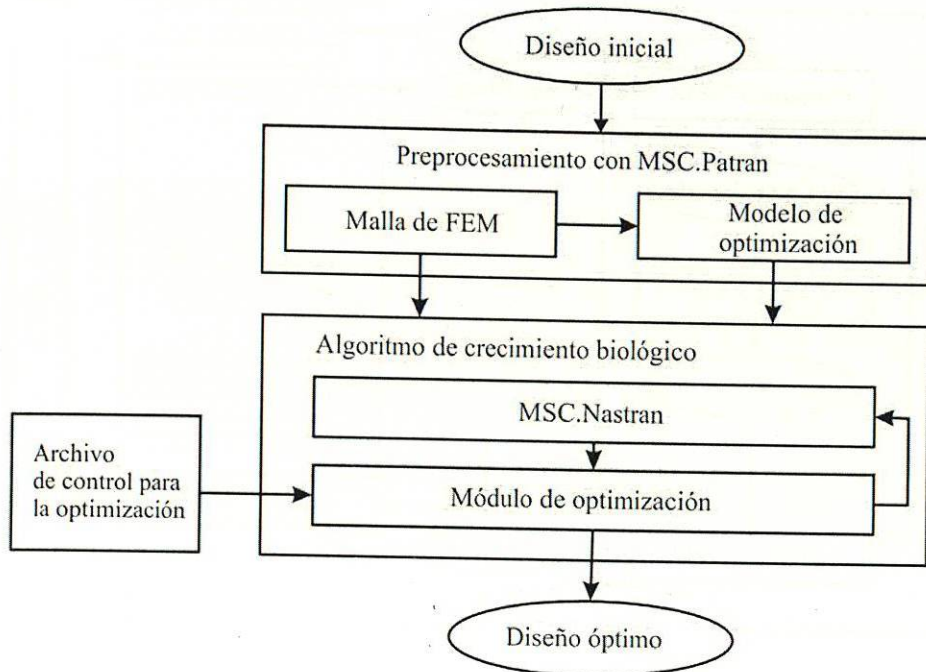 Diseño inicial
Preprocesamiento con MSC.Patran
Malla de FEM
Modelo de
optimización
Algoritmo de crecimiento biológico
MSC.Nastran
Archivo
de control para
la optimización
Módulo de optimización
Diseño óptimo